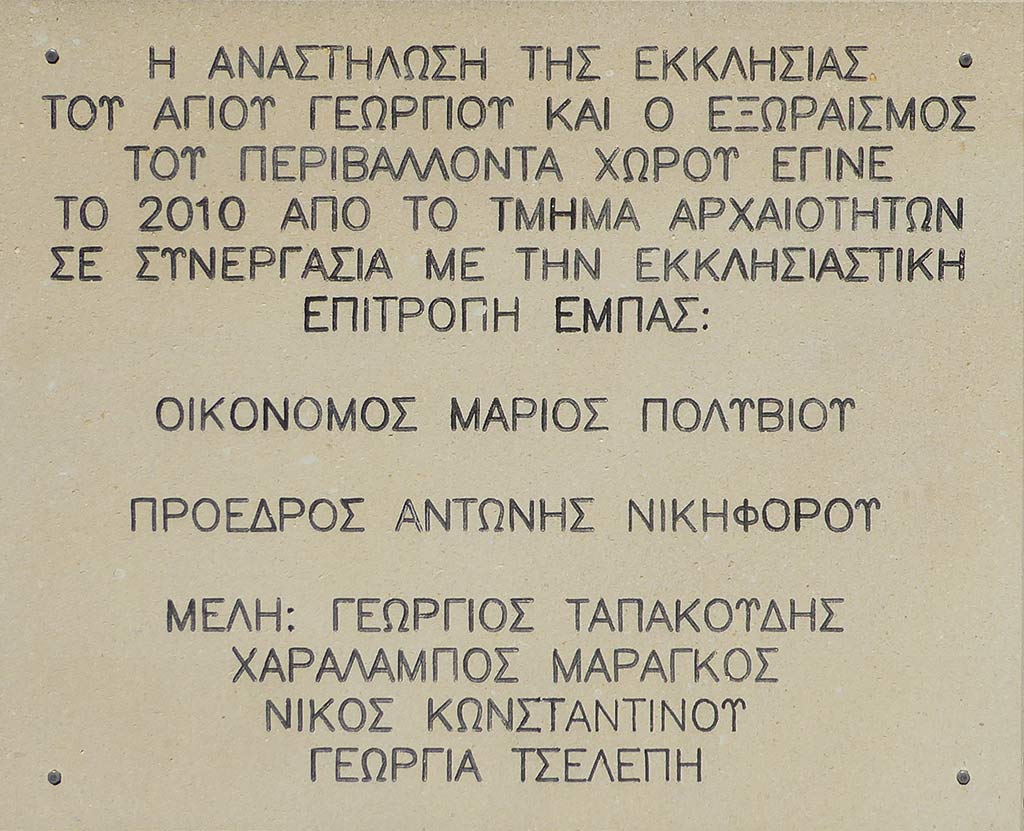 Η ΑΝΑΣΤΗΛΩΣΗ ΤΗΣ ΕΚΚΛΗΣΙΑΣ
ΤΟΥ ΑΓΙΟΥ ΓΕΩΡΓΙΟΥ ΚΑΙ Ο ΕΞΩΡΑΙΣΜΟΣ
ΤΟΥ ΠΕΡΙΒΑΛΛΟΝΤΑ ΧΩΡΟΥ ΕΓΙΝΕ
ΤΟ 2010 ΑΠΟ ΤΟ ΤΜΗΜΑ ΑΡΧΑΙΟΤΗΤΩΝ
ΣΕ ΣΥΝΕΡΓΑΣΙΑ ΜΕ ΤΗΝ ΕΚΚΛΗΣΙΑΣΤΙΚΗ
ΕΠΙΤΡΟΠΗ ΕΜΠΑΣ:
ΟΙΚΟΝΟΜΟΣ ΜΑΡΙΟΣ ΠΟΛΥΒΙΟΥ
ΠΡΟΕΔΡΟΣ ΑΝΤΩΝΗΣ ΝΙΚΗΦΟΡΟΥ
ΜΕΛΗ: ΓΕΩΡΓΙΟΣ ΤΑΠΑΚΟΥΔΗΣ
ΧΑΡΑΛΑΜΠΟΣ ΜΑΡΑΓΚΟΣ
ΝΙΚΟΣ ΚΩΝΣΤΑΝΤΙΝΟΥ
ΓΕΩΡΓΙΑ ΤΣΕΛΕΠΗ